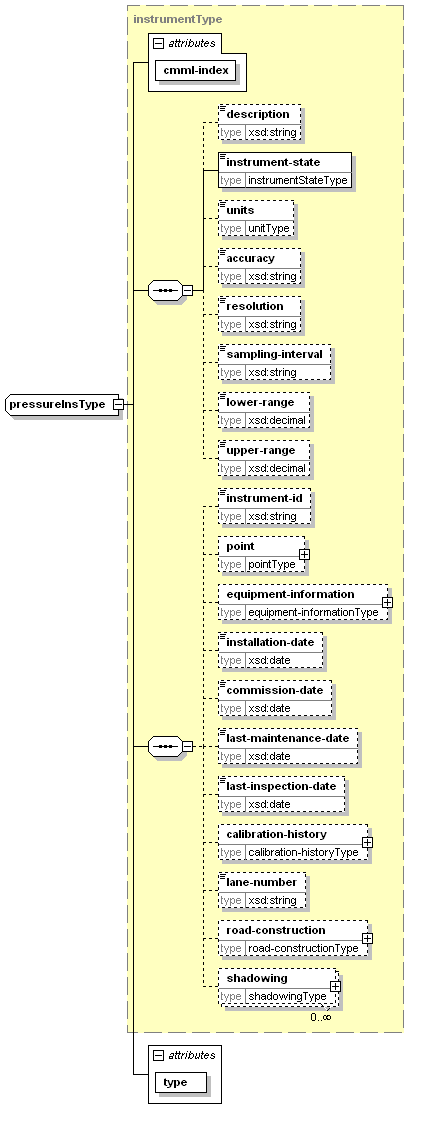 instrumentType
attributes
cmml-index
description
type xsd:string
instrument-state
type instrumentStateType
units
type unitType
accuracy
type xsd:string
resolution
type xsd:string
sampling-interval
type xsd:string
lower-range
type xsd:decimal
pressureInsType
upper-range
type xsd:decimal
instrument-id
type xsd:string
point
type pointType
equipment-information
type equipment-informationType
installation-date
type xsd:date
commission-date
type xsd:date
last-maintenance-date
type xsd:date
last-inspection-date
type xsd:date
calibration-history
type calibration-historyType
lane-number
type xsd:string
road-construction
type road-constructionType
shadowing
type shadowingType
0..∞
attributes
type